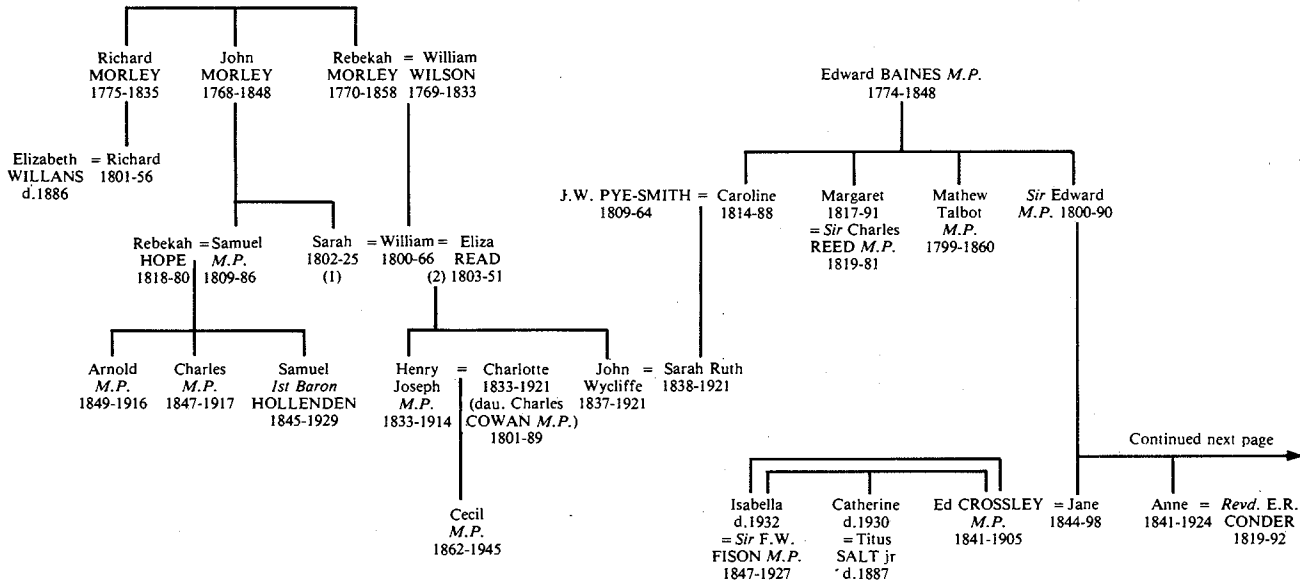 Richard
MORLEY
1775-1835
John
MORLEY
1768-1848
Rebekah = William
MORLEY WILSON
1770-1858 1769-1833
Edward BAINES M.P.
1774-1848
Elizabeth = Richard
WILLANS 1801-56
d.1886
J.W. PYE-SMITH = Caroline
1809-64 1814-88
Margaret
1817-91
= Sir Charles
REED M.P.
1819-81
Mathew
Talbot
M.P.
1799-1860
Sir Edward
M.P. 1800-90
Rebekah = Samuel
HOPE M.P.
1818-80 1809-86
Sarah = William = Eliza
1802-25 1800-66 READ
(1) (2) 1803-51
Arnold
M.P.
1849-1916
Charles
M.P.
1847-1917
Samuel
1st Baron
HOLLENDEN
1845-1929
Henry = Charlotte
Joseph 1833-1921
M.P. (dau. Charles
1833-1914 COWAN M.P.)
1801-89
John = Sarah Ruth
Wycliffe 1838-1921
1837-1921
Continued next page
Cecil
M.P.
1862-1945
Isabella
d.1932
= Sir F.W.
FISON M.P.
1847-1927
Catherine
d.1930
= Titus
SALT jr
d.1887
Ed CROSSLEY = Jane
M.P. 1844-98
1841-1905
Anne = Revd. E.R.
1841-1924 CONDER
1819-92